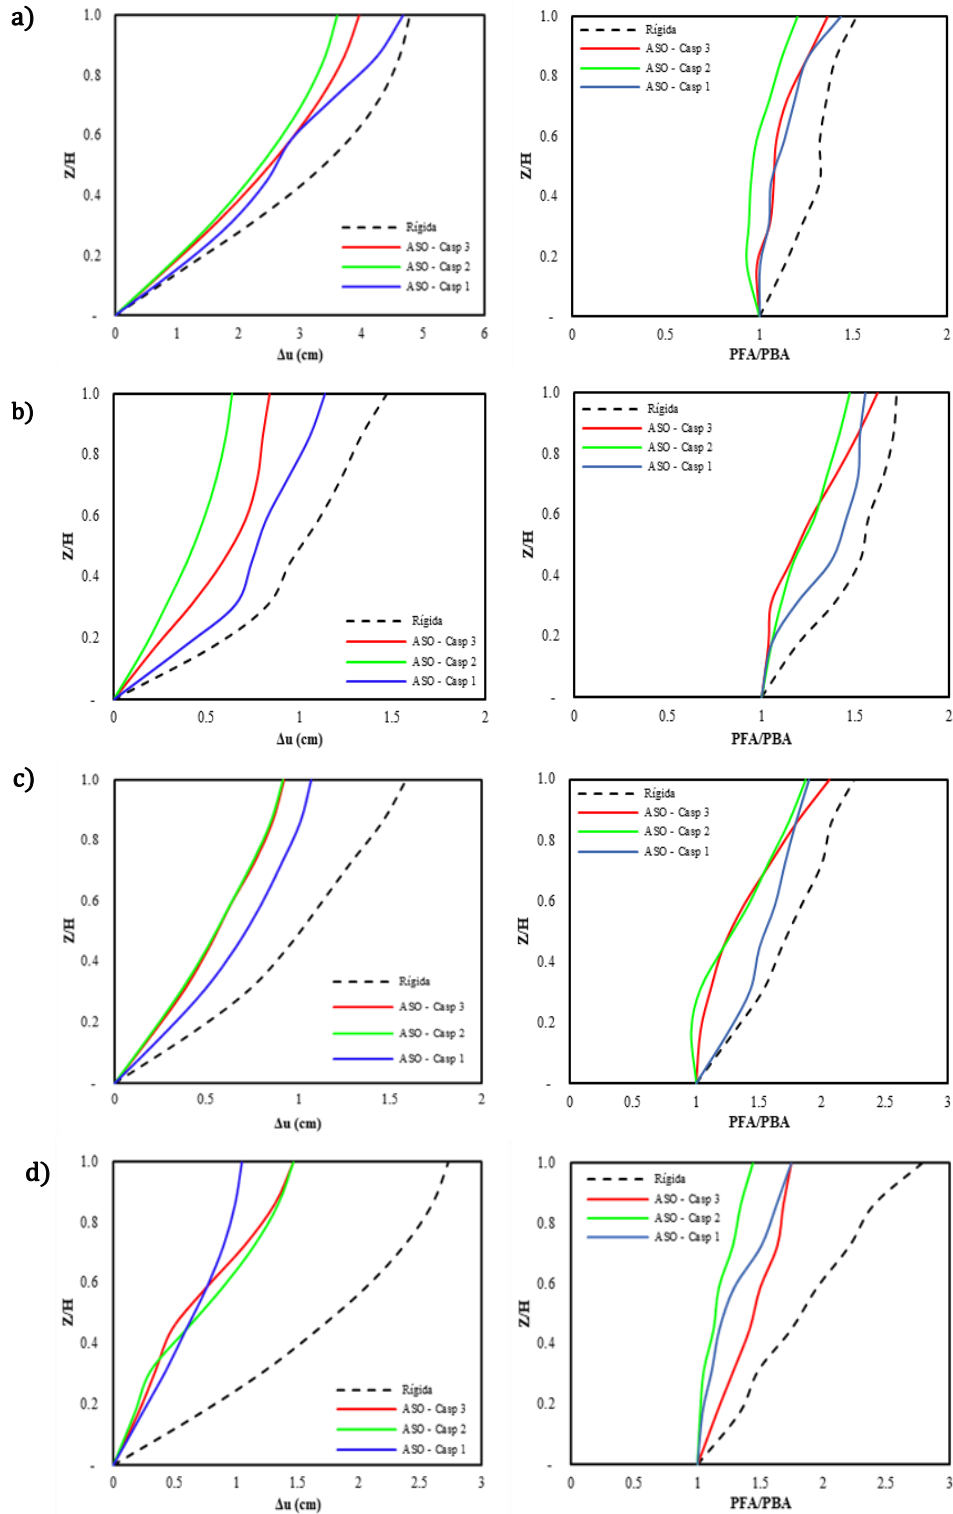 a)
1.0
0.8
0.6
0.4
0.2
-
Z/H
0 1 2 3 4 5 6
Δu (cm)
Rígida
ASO - Casp 3
ASO - Casp 2
ASO - Casp 1
1.0
0.8
0.6
0.4
0.2
-
Z/H
0 0.5 1 1.5 2
PFA/PBA
Rígida
ASO - Casp 3
ASO - Casp 2
ASO - Casp 1
b)
1.0
0.8
0.6
0.4
0.2
-
Z/H
0 0.5 1 1.5 2
Δu (cm)
Rígida
ASO - Casp 3
ASO - Casp 2
ASO - Casp 1
1.0
0.8
0.6
0.4
0.2
-
Z/H
0 0.5 1 1.5 2
PFA/PBA
Rígida
ASO - Casp 3
ASO - Casp 2
ASO - Casp 1
c)
1.0
0.8
0.6
0.4
0.2
-
Z/H
0 0.5 1 1.5 2
Δu (cm)
Rígida
ASO - Casp 3
ASO - Casp 2
ASO - Casp 1
1.0
0.8
0.6
0.4
0.2
-
Z/H
0 0.5 1 1.5 2 2.5 3
PFA/PBA
Rígida
ASO - Casp 3
ASO - Casp 2
ASO - Casp 1
d)
1.0
0.8
0.6
0.4
0.2
-
Z/H
0 0.5 1 1.5 2 2.5 3
Δu (cm)
Rígida
ASO - Casp 3
ASO - Casp 2
ASO - Casp 1
1.0
0.8
0.6
0.4
0.2
-
Z/H
0 0.5 1 1.5 2 2.5 3
PFA/PBA
Rígida
ASO - Casp 3
ASO - Casp 2
ASO - Casp 1